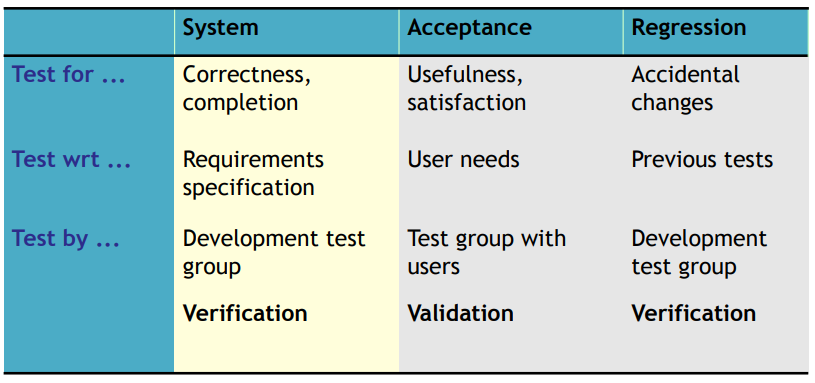 System Acceptance Regression
Test for ... Correctness, Usefulness, Accidental
completion satisfaction changes
Test wrt ... Requirements User needs Previous tests
specification
Test by ... Development test Test group with Development
group users test group
Verification Validation Verification